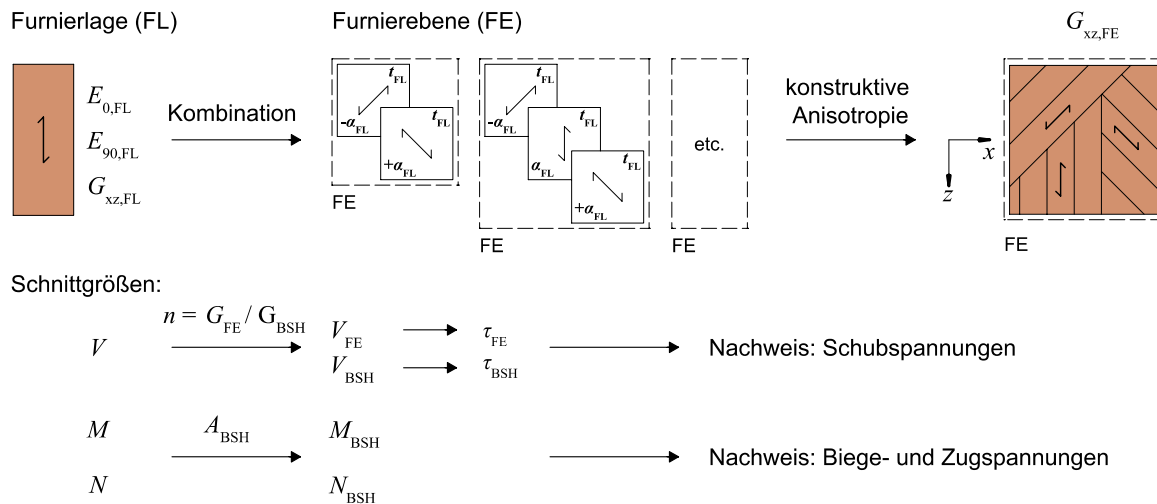 Furnierlage (FL)
Furnierebene (FE)
G_xz,FE
E_0,FL
E_90,FL
G_xz,FL
Kombination
t_FL
-α_FL
t_FL
+α_FL
FE
t_FL
-α_FL
t_FL
α_FL
t_FL
+α_FL
FE
etc.
FE
konstruktive
Anisotropie
x
z
FE
Schnittgrößen:
V
n = G_FE / G_BSH
V_FE
τ_FE
V_BSH
τ_BSH
Nachweis: Schubspannungen
M
A_BSH
M_BSH
N
N_BSH
Nachweis: Biege- und Zugspannungen